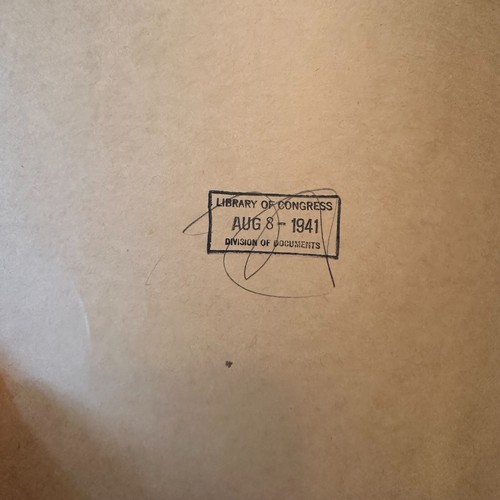 LIBRARY OF CONGRESS
AUG 8 - 1941
DIVISION OF DOCUMENTS